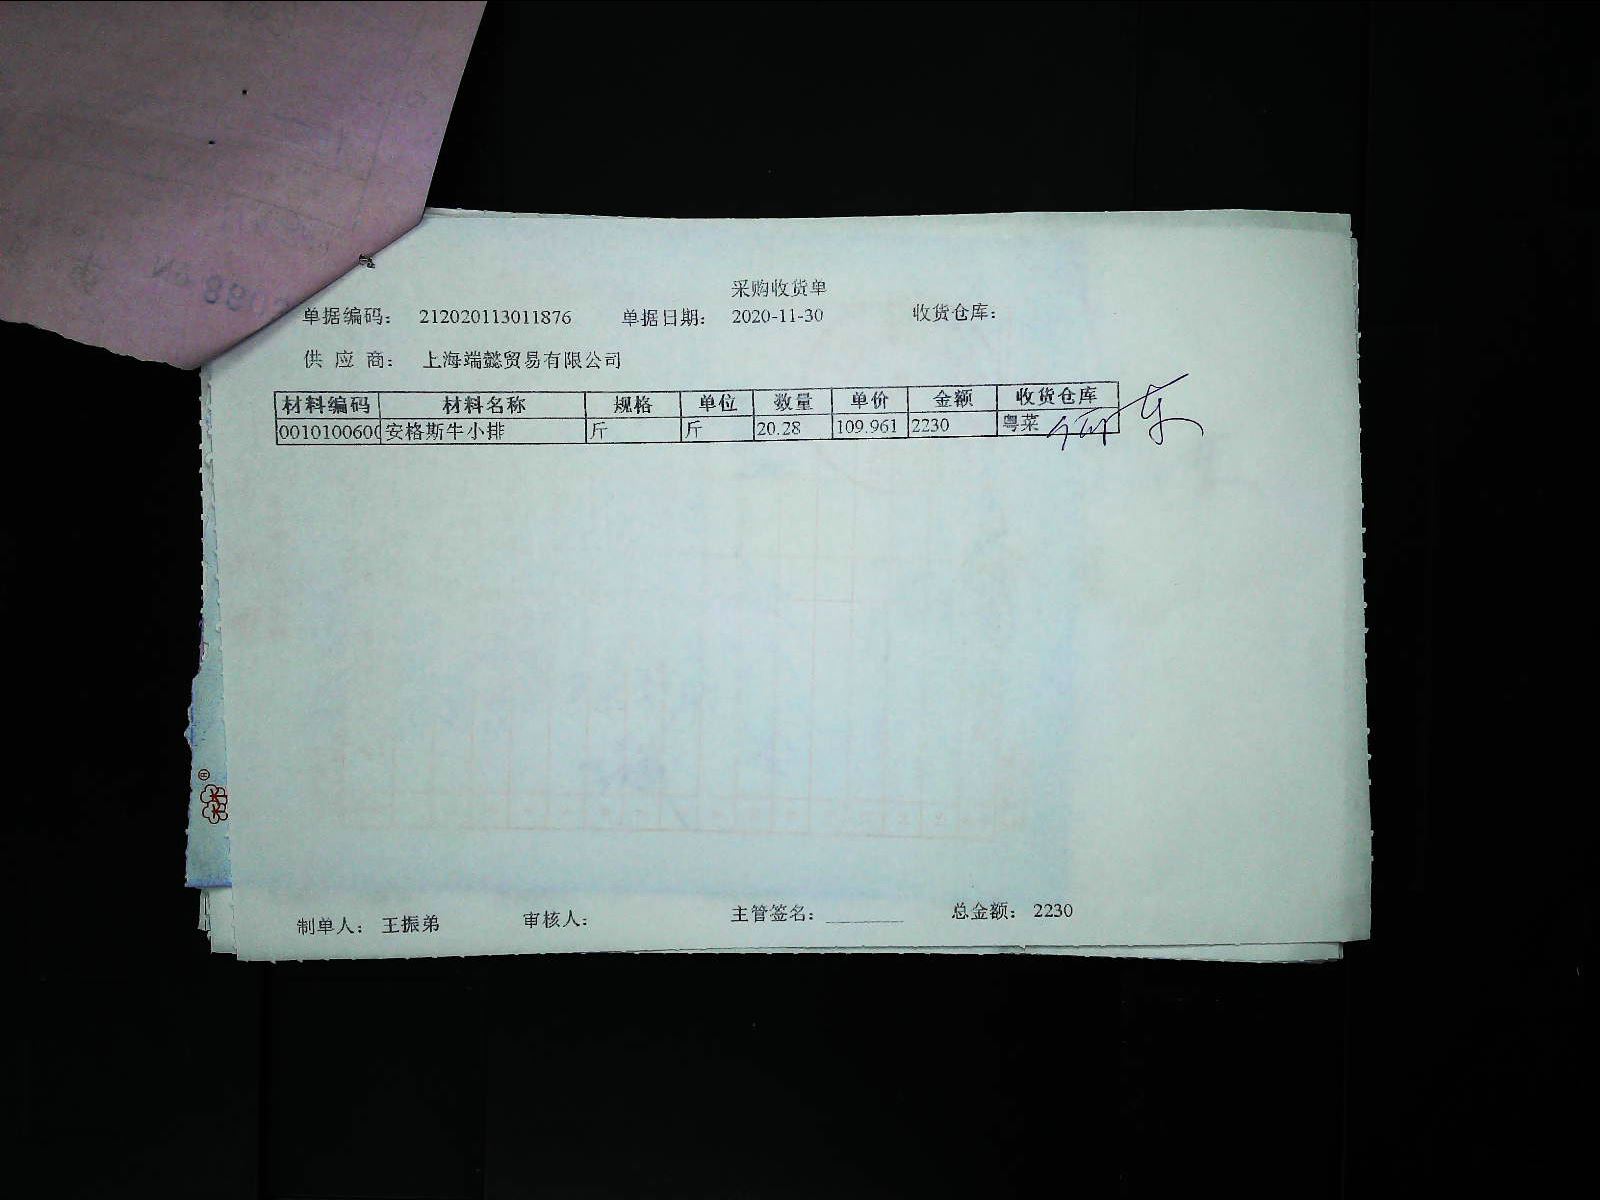 采购收货单
单据编码: 212020113011876 单据日期: 2020-11-30 收货仓库:
供 应 商: 上海端懿贸易有限公司
材料编码 材料名称 规格 单位 数量 单价 金额 收货仓库
0010100600 安格斯牛小排 斤 斤 20.28 109.961 2230 粤菜
制单人: 王振弟 审核人: 主管签名: ________ 总金额: 2230